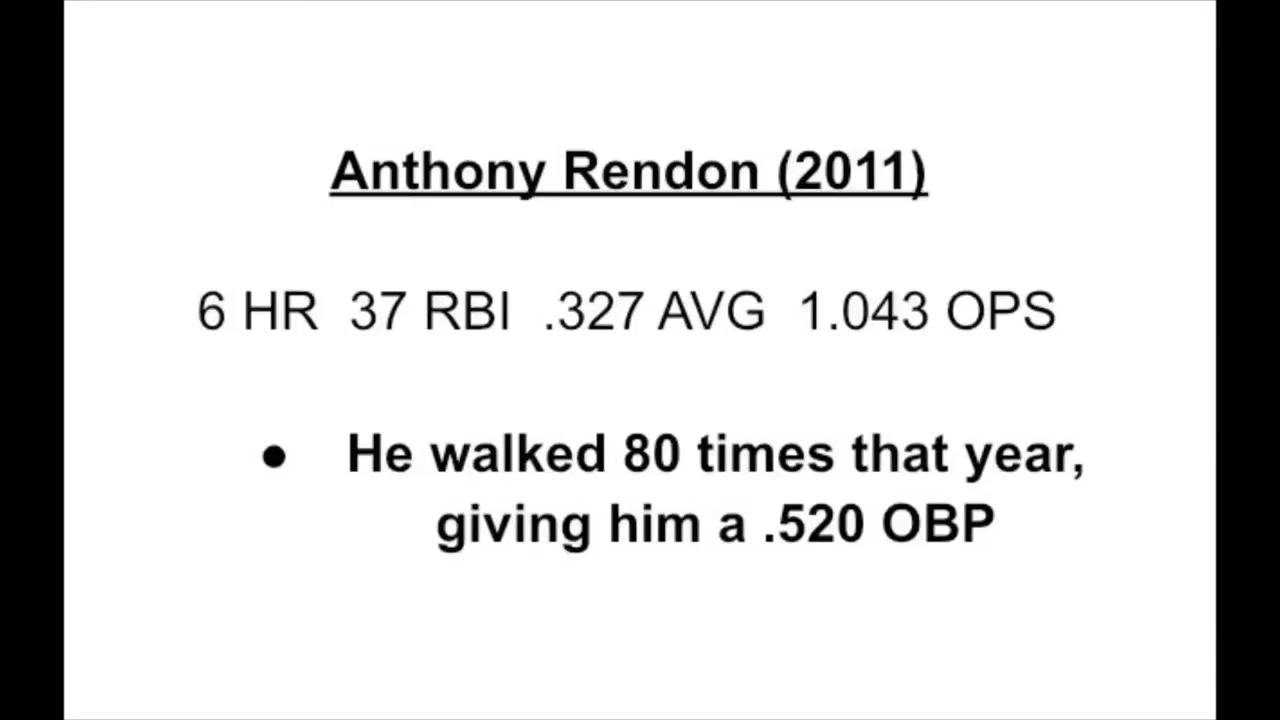 Anthony Rendon (2011)
6 HR 37 RBI .327 AVG 1.043 OPS
● He walked 80 times that year,
giving him a .520 OBP